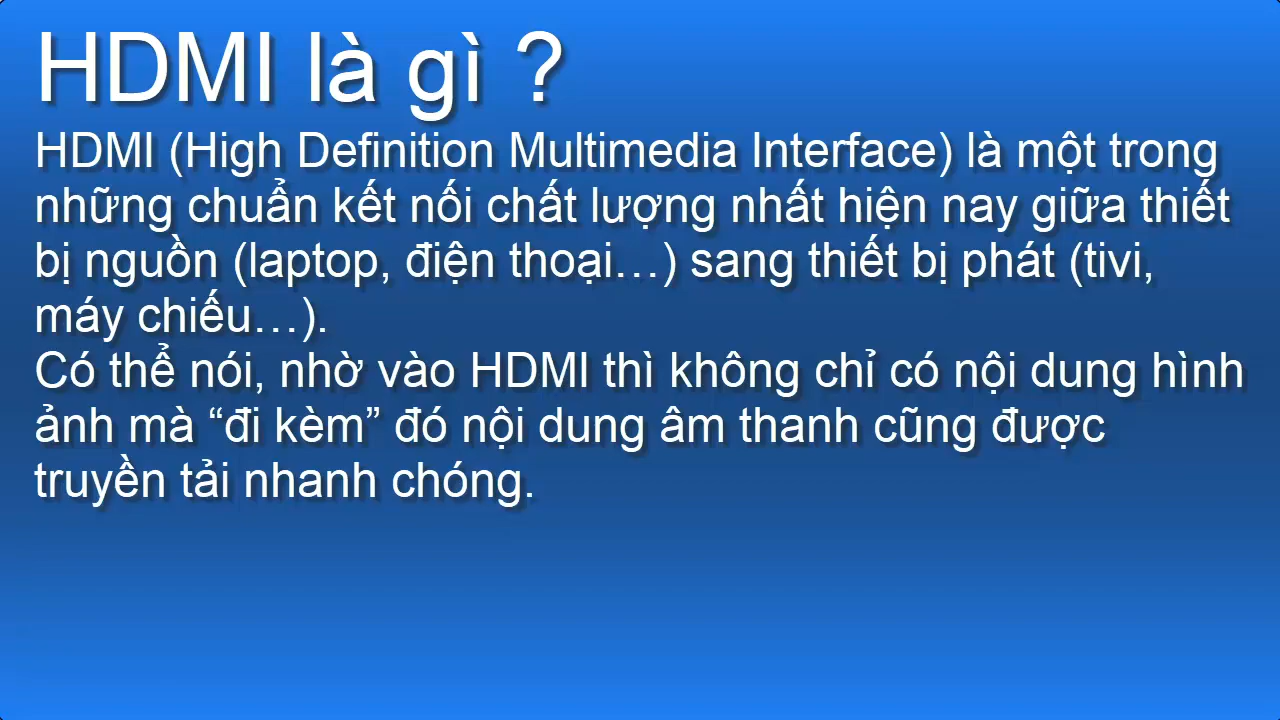 HDMI là gì ?
HDMI (High Definition Multimedia Interface) là một trong
những chuẩn kết nối chất lượng nhất hiện nay giữa thiết
bị nguồn (laptop, điện thoại…) sang thiết bị phát (tivi,
máy chiếu…).
Có thể nói, nhờ vào HDMI thì không chỉ có nội dung hình
ảnh mà “đi kèm” đó nội dung âm thanh cũng được
truyền tải nhanh chóng.